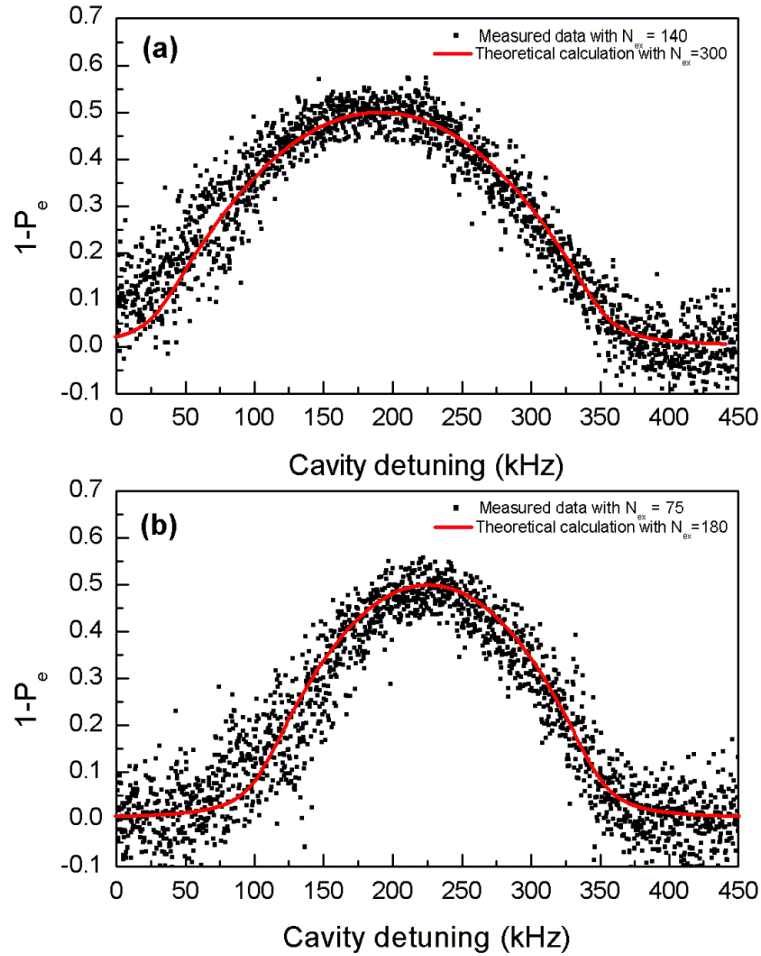 (a)
Measured data with N_ex = 140
Theoretical calculation with N_ex=300
0.7
0.6
0.5
0.4
0.3
0.2
0.1
0.0
-0.1
1-P_e
0 50 100 150 200 250 300 350 400 450
Cavity detuning (kHz)
(b)
Measured data with N_ex = 75
Theoretical calculation with N_ex=180
0.7
0.6
0.5
0.4
0.3
0.2
0.1
0.0
-0.1
1-P_e
0 50 100 150 200 250 300 350 400 450
Cavity detuning (kHz)